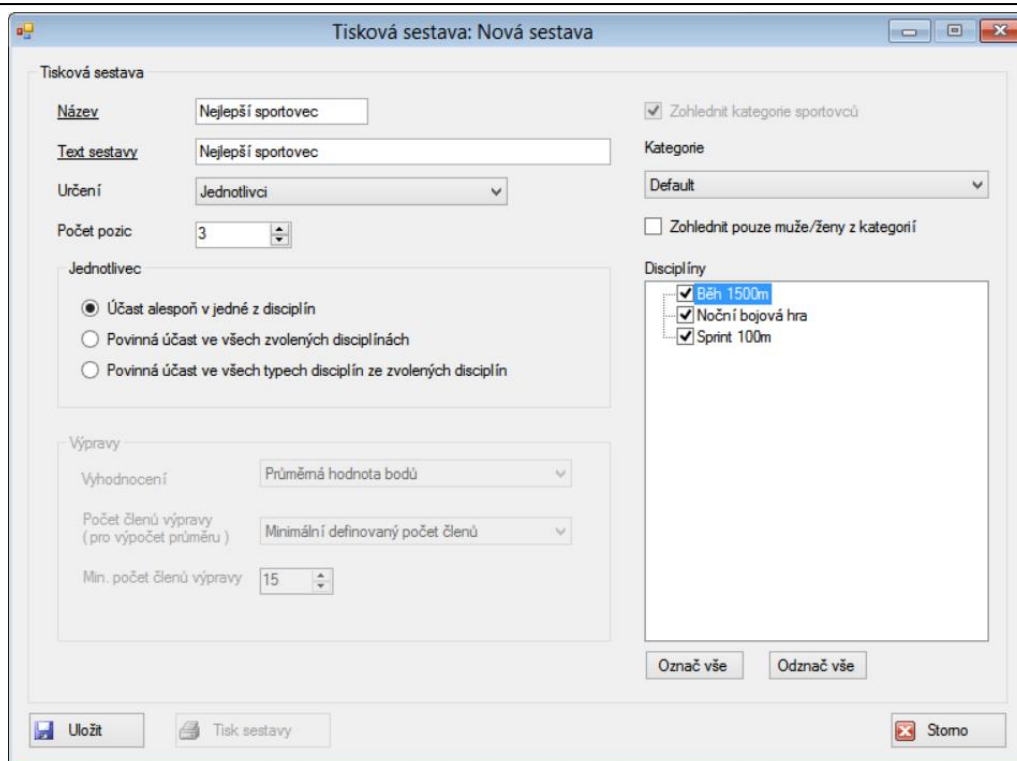 Tisková sestava: Nová sestava
Tisková sestava
Název
Nejlepší sportovec
Text sestavy
Nejlepší sportovec
Určení
Jednotlivci
Počet pozic
3
Jednotlivec
Účast alespoň v jedné z disciplín
Povinná účast ve všech zvolených disciplínách
Povinná účast ve všech typech disciplín ze zvolených disciplín
Výpravy
Vyhodnocení
Průměrná hodnota bodů
Počet členů výpravy
( pro výpočet průměru )
Minimální definovaný počet členů
Min. počet členů výpravy
15
Zohlednit kategorie sportovců
Kategorie
Default
Zohlednit pouze muže/ženy z kategorií
Disciplíny
Běh 1500m
Noční bojová hra
Sprint 100m
Označ vše
Odznač vše
Uložit
Tisk sestavy
Storno